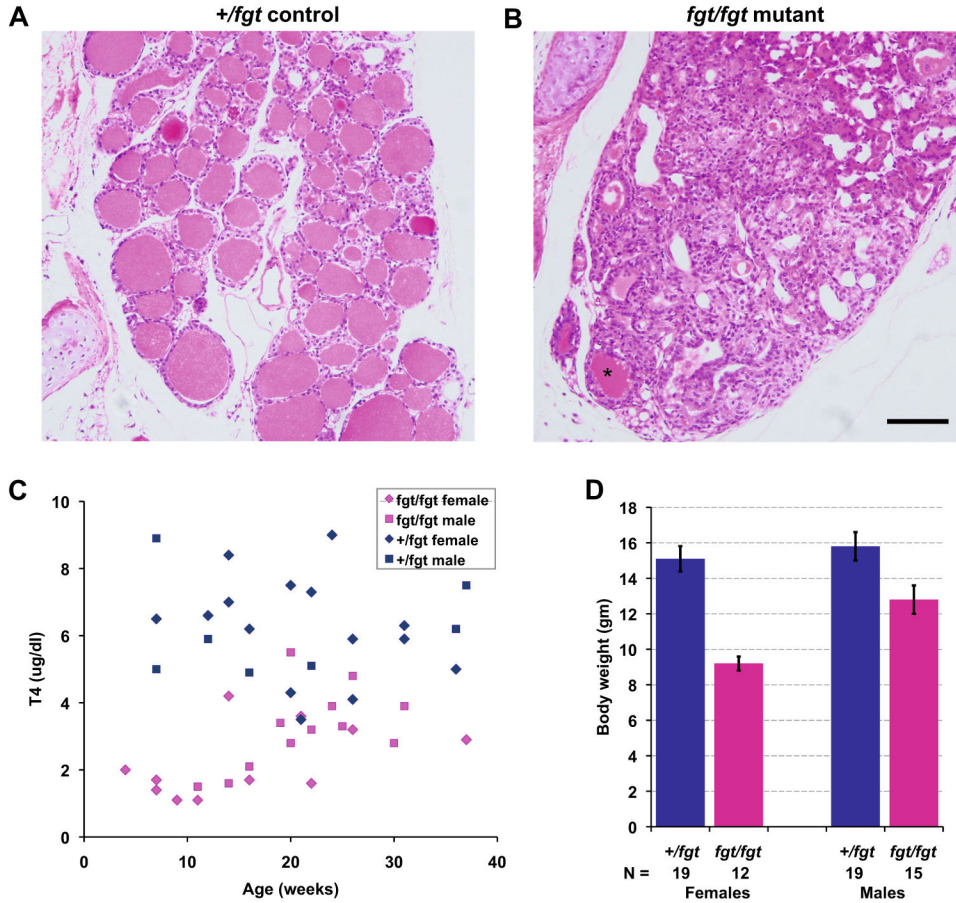 A
+/fgt control
B
fgt/fgt mutant
*
C
T4 (ug/dl)
10
8
6
4
2
0
0 10 20 30 40
Age (weeks)
fgt/fgt female
fgt/fgt male
+/fgt female
+/fgt male
D
Body weight (gm)
18
16
14
12
10
8
6
4
2
0
+/fgt fgt/fgt +/fgt fgt/fgt
N = 19 12 19 15
Females Males